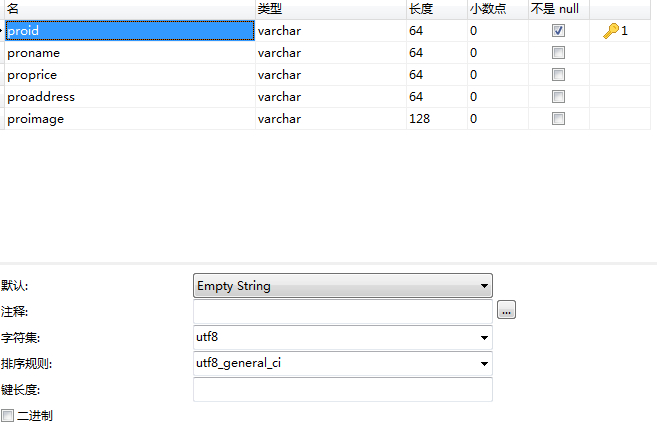 名 类型 长度 小数点 不是 null
proid varchar 64 0 1
proname varchar 64 0
proprice varchar 64 0
proaddress varchar 64 0
proimage varchar 128 0
默认: Empty String
注释: ...
字符集: utf8
排序规则: utf8_general_ci
键长度:
二进制